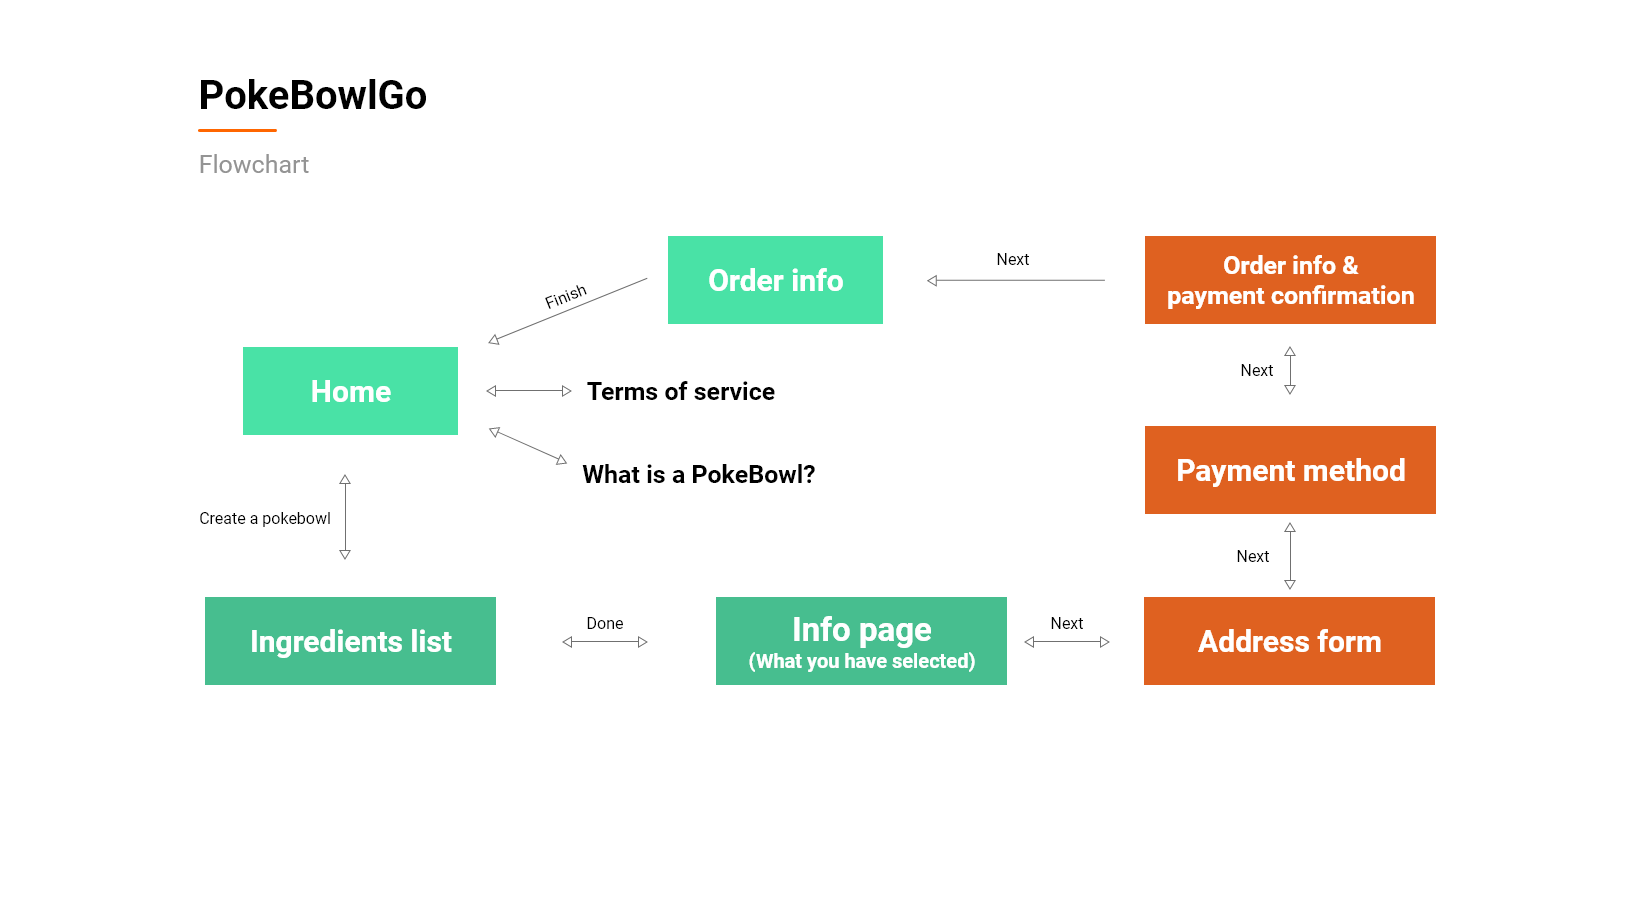 PokeBowlGo
Flowchart
Order info
Next
Order info &
payment confirmation
Finish
Home
Terms of service
Next
What is a PokeBowl?
Payment method
Create a pokebowl
Next
Ingredients list
Done
Info page
(What you have selected)
Next
Address form